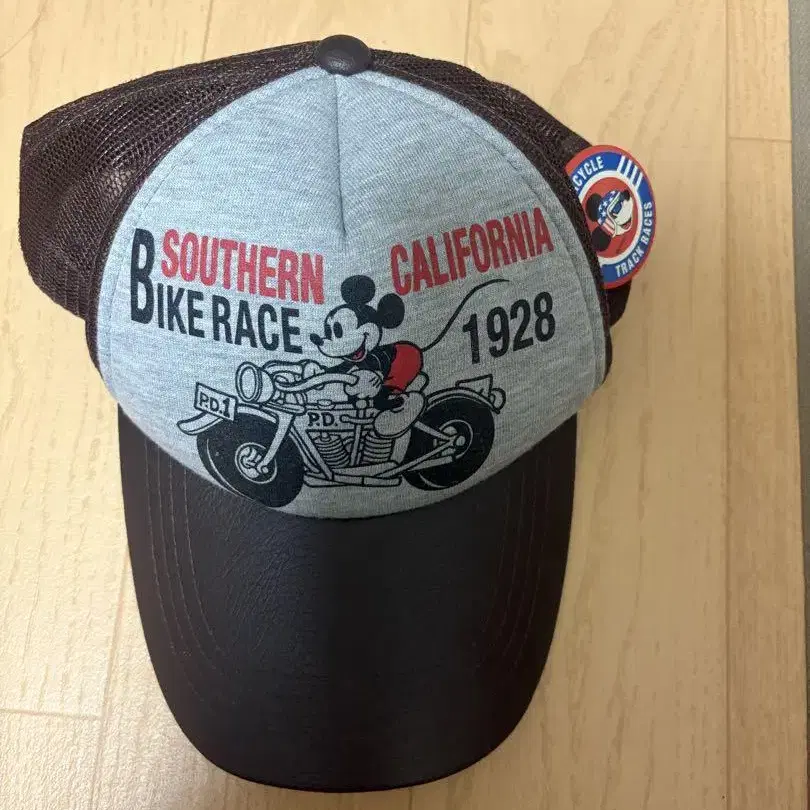 SOUTHERN CALIFORNIA
BIKE RACE 1928
P.D.1
P.D.
CYCLE
TRACK RACES